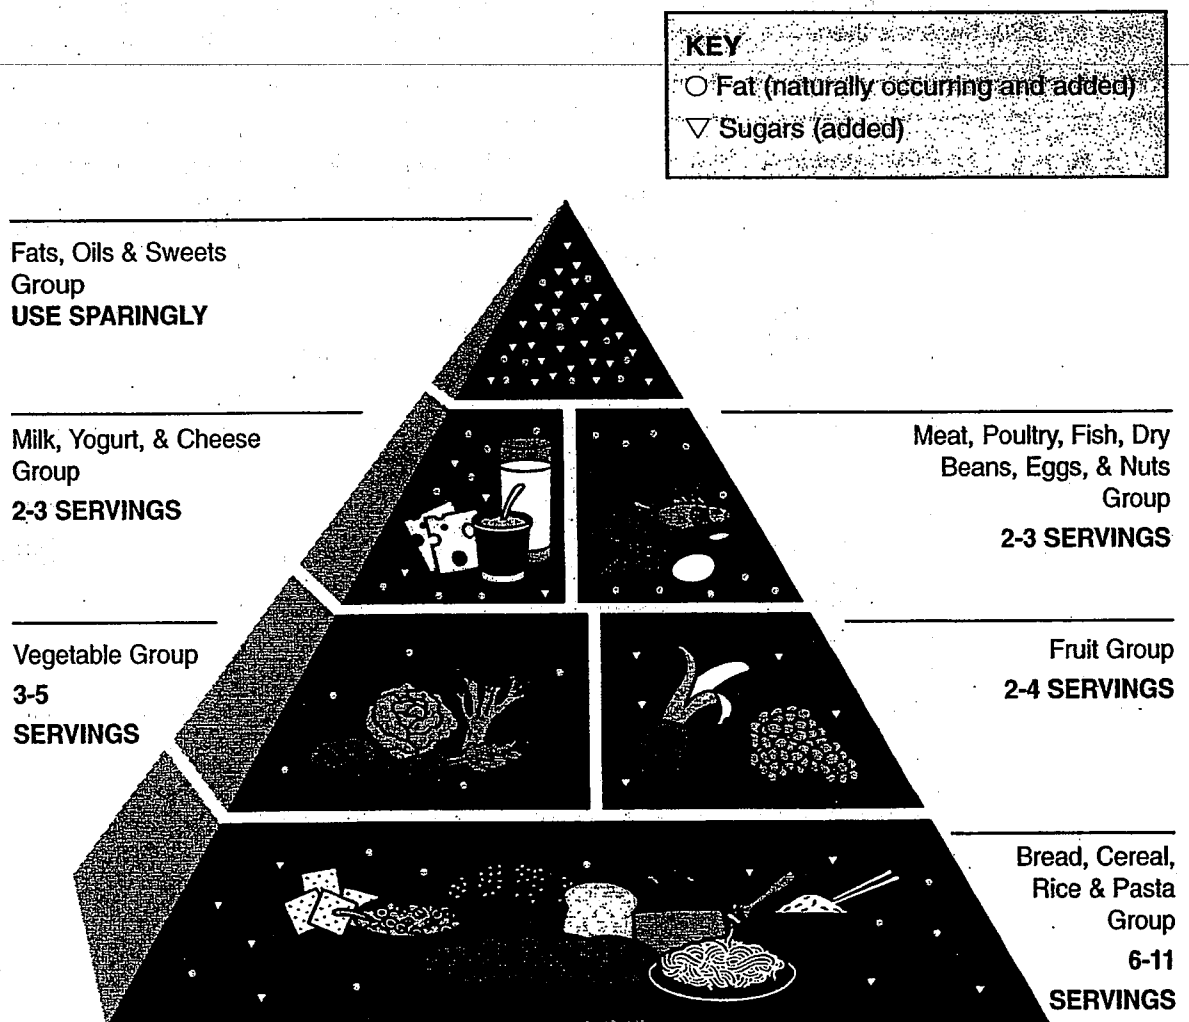 KEY
Fat (naturally occurring and added)
Sugars (added)
Fats, Oils & Sweets
Group
USE SPARINGLY
Milk, Yogurt, & Cheese
Group
2-3 SERVINGS
Meat, Poultry, Fish, Dry
Beans, Eggs, & Nuts
Group
2-3 SERVINGS
Vegetable Group
3-5
SERVINGS
Fruit Group
2-4 SERVINGS
Bread, Cereal,
Rice & Pasta
Group
6-11
SERVINGS